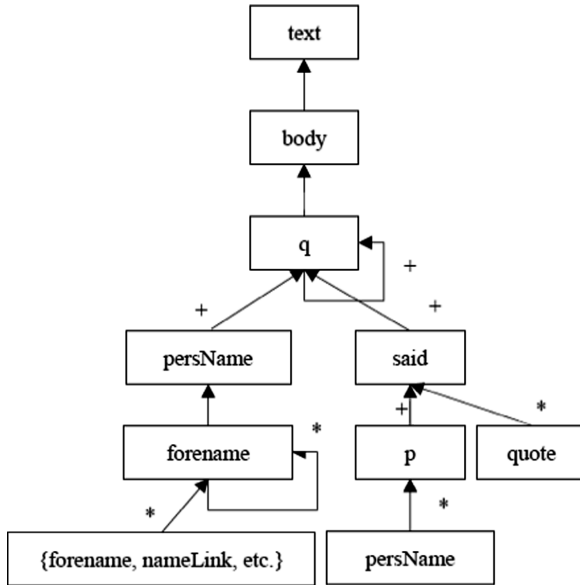 text
body
q
+
+
+
persName
said
*
+
*
forename
p
quote
*
*
{forename, nameLink, etc.}
persName